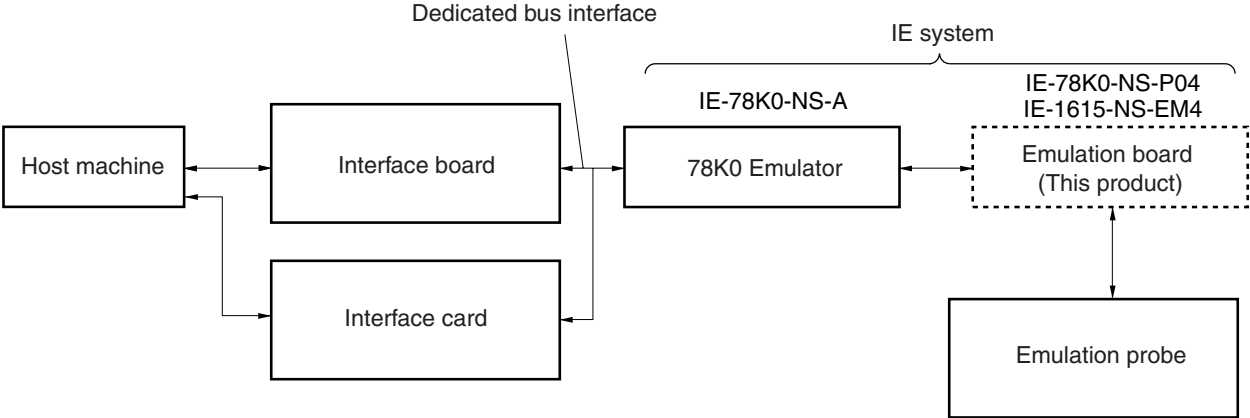 Dedicated bus interface
IE system
IE-78K0-NS-A
IE-78K0-NS-P04
IE-1615-NS-EM4
Host machine
Interface board
78K0 Emulator
Emulation board
(This product)
Interface card
Emulation probe